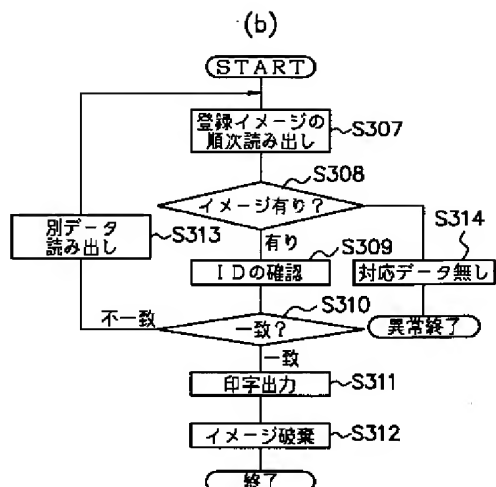 (b)
START
登録イメージの
順次読み出し
S307
S308
イメージ有り?
有り
S314
別データ
読み出し
S313
S309
IDの確認
対応データ無し
S310
不一致
一致?
異常終了
一致
印字出力
S311
イメージ破棄
S312
終了